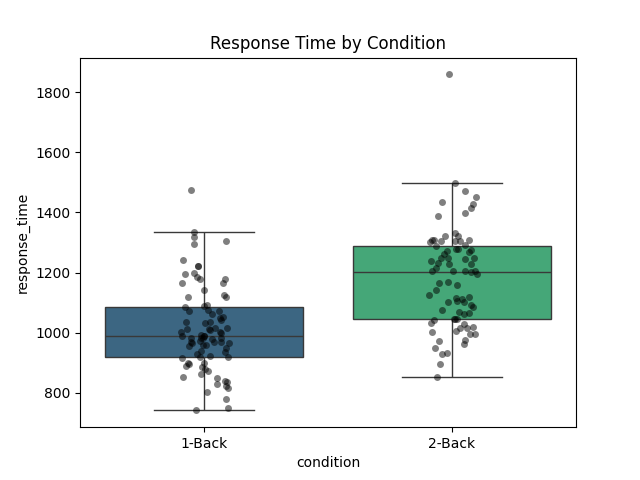 Response Time by Condition
response_time
1800
1600
1400
1200
1000
800
1-Back
2-Back
condition